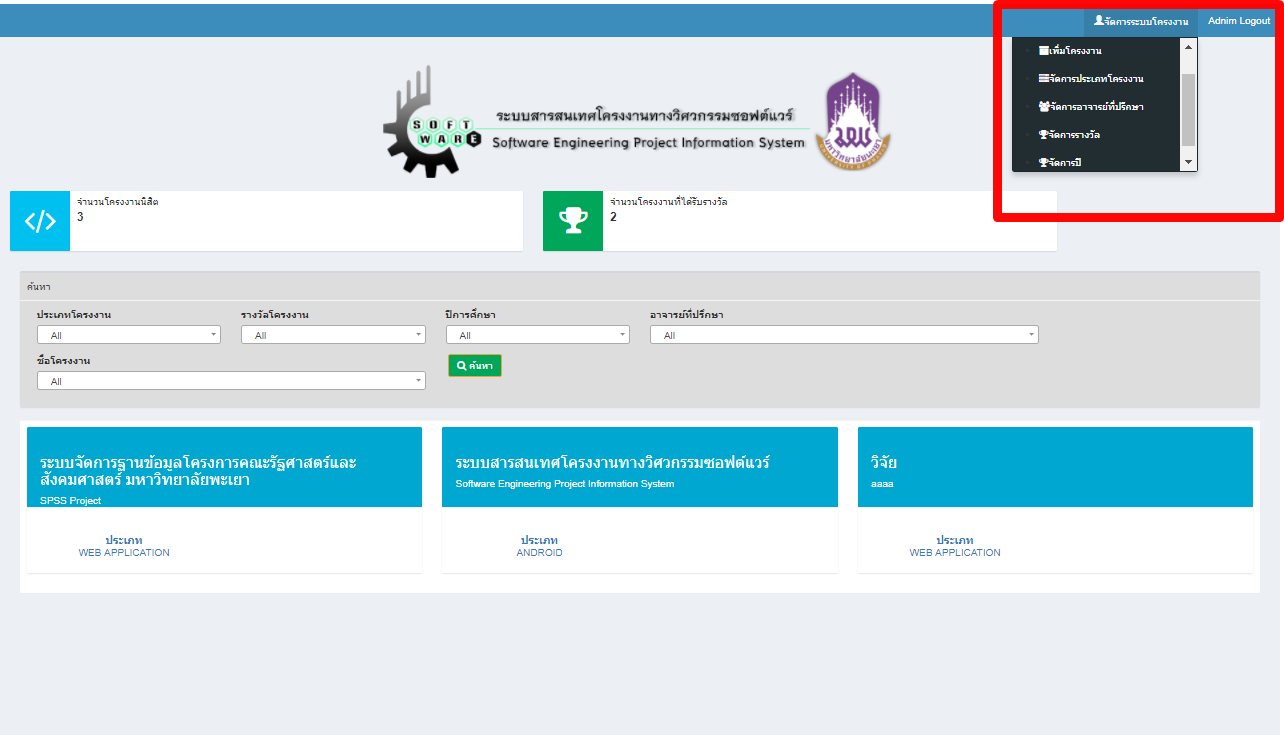 จัดการระบบโครงงาน
Adnim Logout
เพิ่มโครงงาน
จัดการประเภทโครงงาน
จัดการอาจารย์ที่ปรึกษา
จัดการรางวัล
จัดการปี
SOFT
WARE
ระบบสารสนเทศโครงงานทางวิศวกรรมซอฟต์แวร์
Software Engineering Project Information System
มหาวิทยาลัยพะเยา
จำนวนโครงงานนิสิต
3
จำนวนโครงงานที่ได้รับรางวัล
2
ค้นหา
ประเภทโครงงาน
รางวัลโครงงาน
ปีการศึกษา
อาจารย์ที่ปรึกษา
All
All
All
All
ชื่อโครงงาน
All
ค้นหา
ระบบจัดการฐานข้อมูลโครงการคณะรัฐศาสตร์และ
สังคมศาสตร์ มหาวิทยาลัยพะเยา
SPSS Project
ประเภท
WEB APPLICATION
ระบบสารสนเทศโครงงานทางวิศวกรรมซอฟต์แวร์
Software Engineering Project Information System
ประเภท
ANDROID
วิจัย
aaaa
ประเภท
WEB APPLICATION